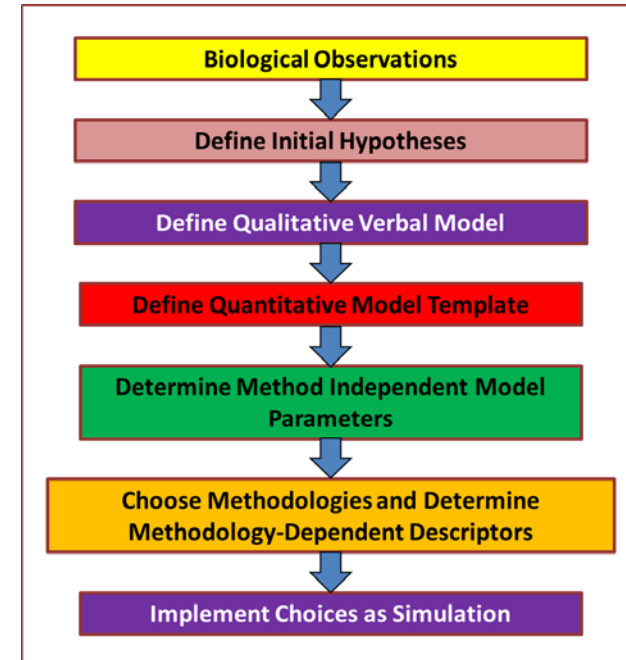 Biological Observations
Define Initial Hypotheses
Define Qualitative Verbal Model
Define Quantitative Model Template
Determine Method Independent Model
Parameters
Choose Methodologies and Determine
Methodology-Dependent Descriptors
Implement Choices as Simulation